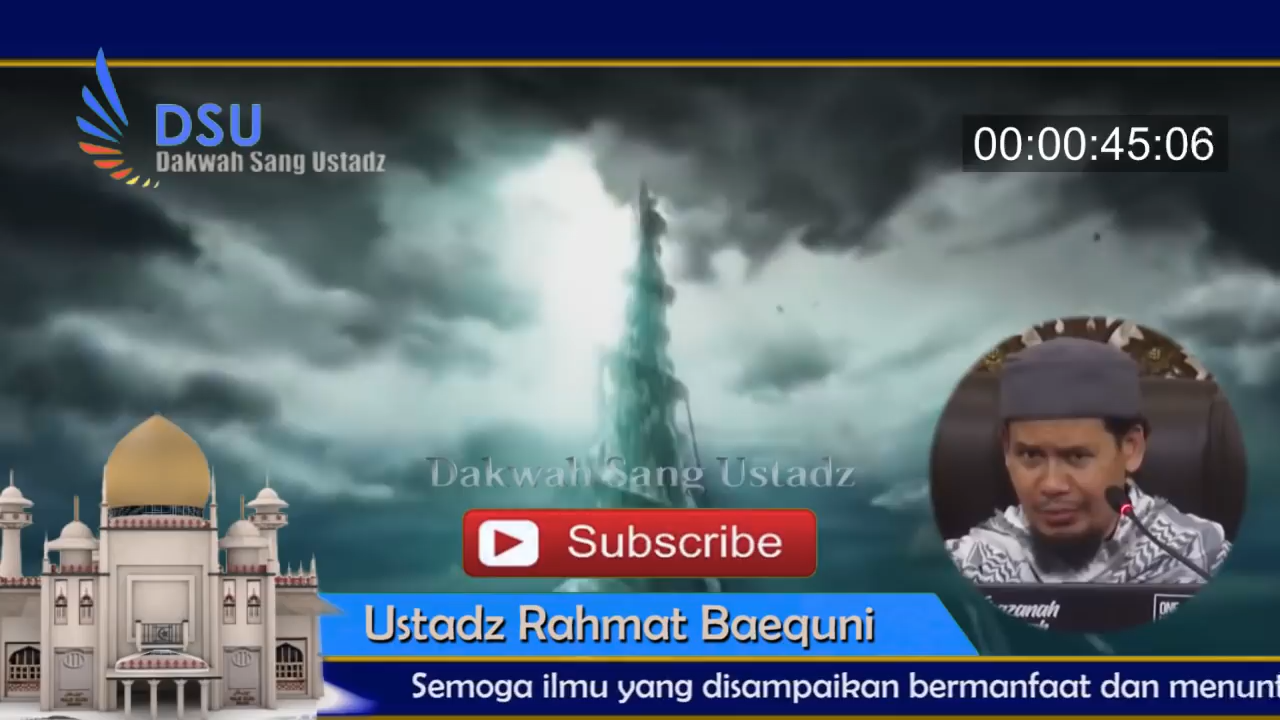 DSU
Dakwah Sang Ustadz
00:00:45:06
Dakwah Sang Ustadz
Subscribe
Ustadz Rahmat Baequni
Semoga ilmu yang disampaikan bermanfaat dan menunt